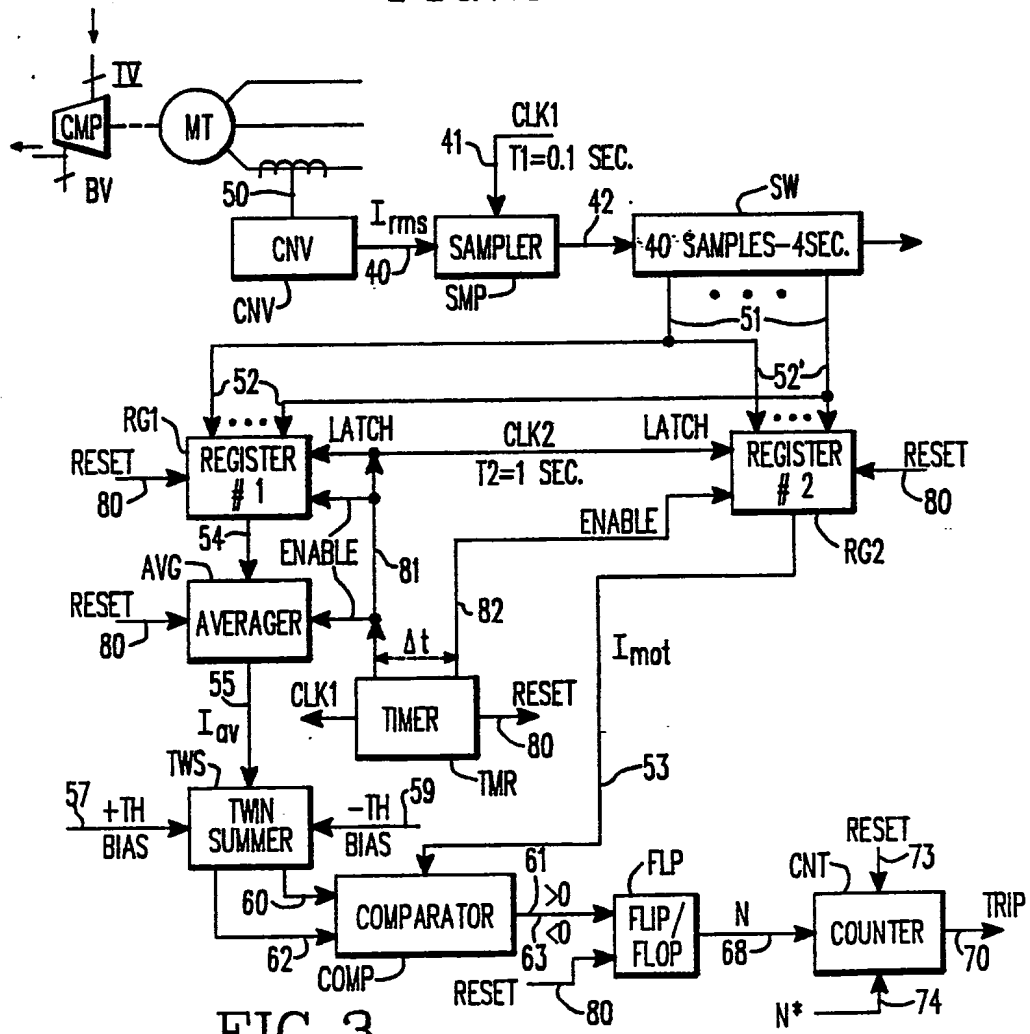 IV
CMP
MT
BV
50
CLK1
41
T1=0.1 SEC.
I rms
CNV
40
SAMPLER
42
SW
40 SAMPLES-4SEC.
CNV
SMP
51
52
52'
RG1
LATCH
CLK2
LATCH
RESET
80
REGISTER
# 1
T2=1 SEC.
REGISTER
# 2
RESET
80
54
ENABLE
ENABLE
RG2
AVG
81
RESET
80
AVERAGER
82
Δt
I mot
55
CLK1
TIMER
RESET
80
I av
TWS
TMR
53
57
+TH
BIAS
TWIN
SUMMER
-TH
59
BIAS
60
62
COMPARATOR
COMP
61
>0
63
<0
FLP
FLIP/
FLOP
RESET
80
N
68
CNT
RESET
73
COUNTER
TRIP
70
N*
74
FIG. 3